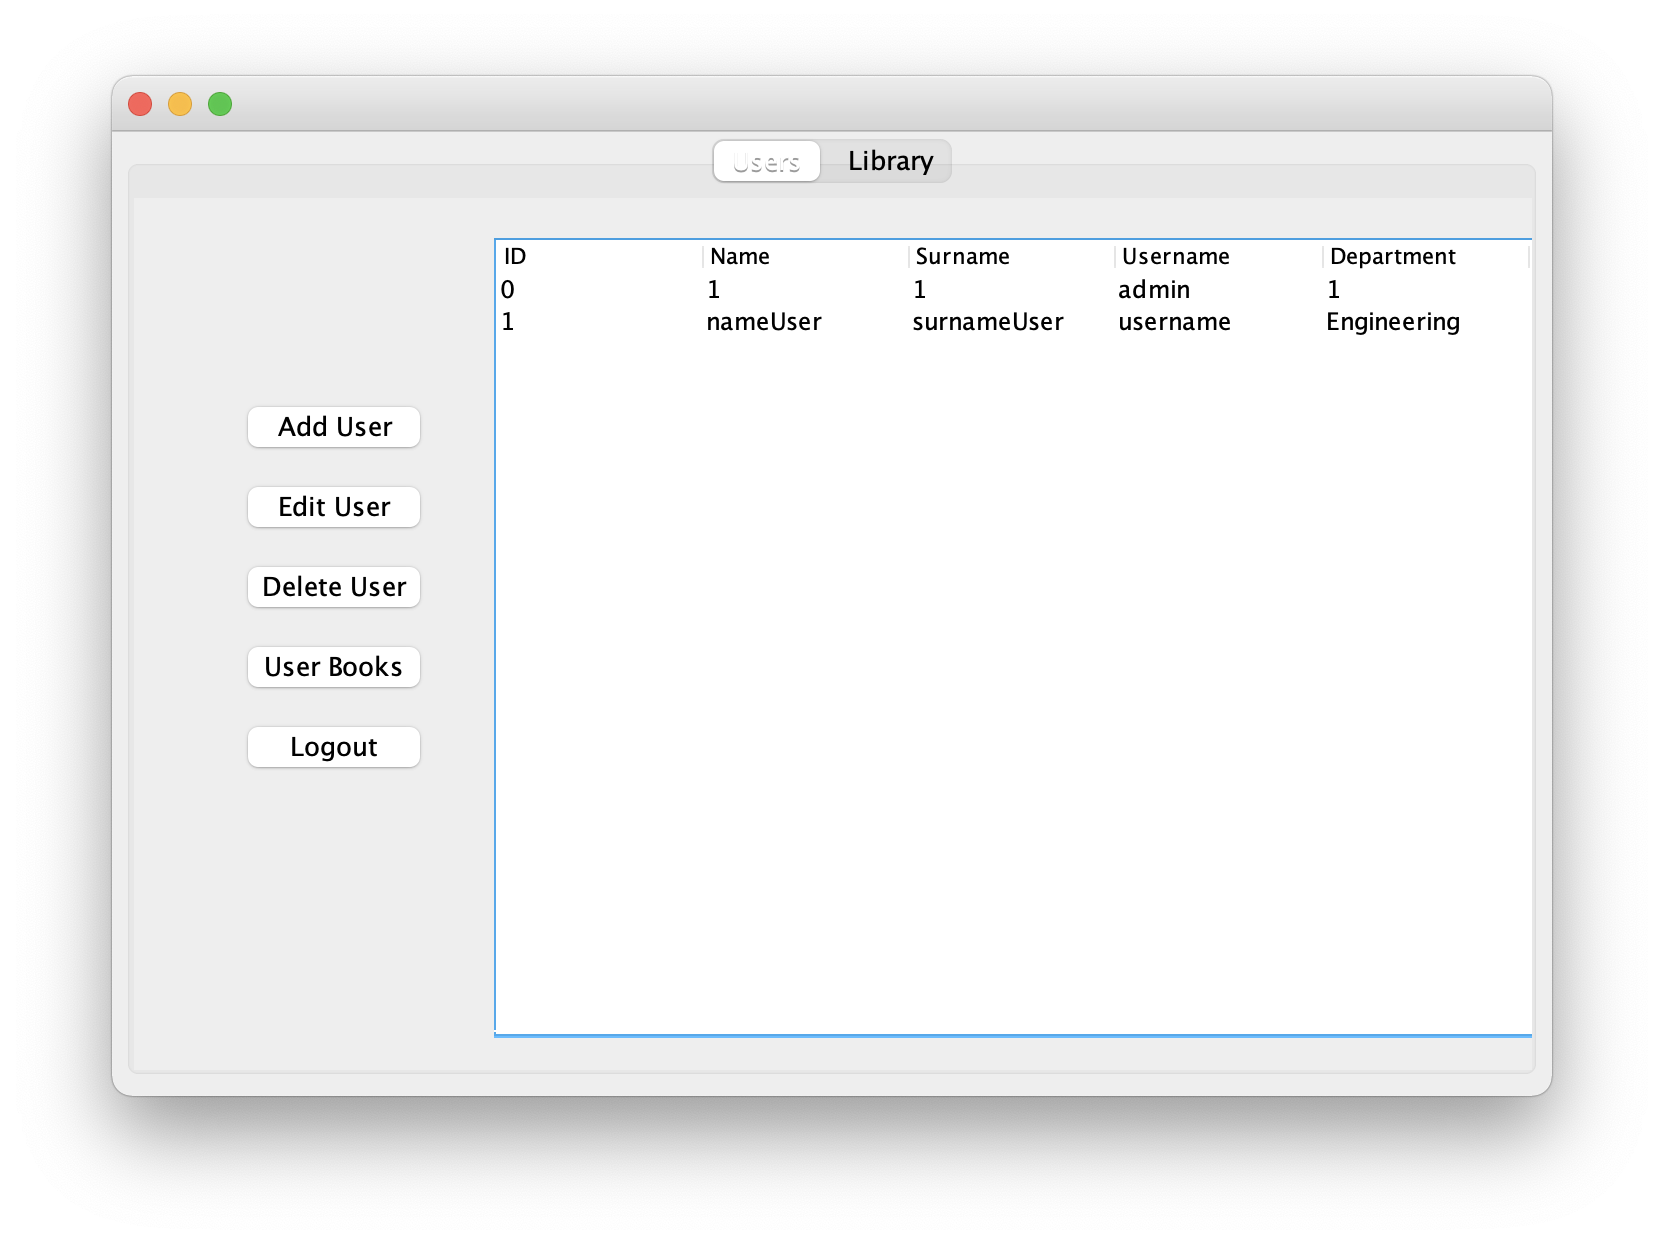 Users Library
ID Name Surname Username Department
0 1 1 admin 1
1 nameUser surnameUser username Engineering
Add User
Edit User
Delete User
User Books
Logout